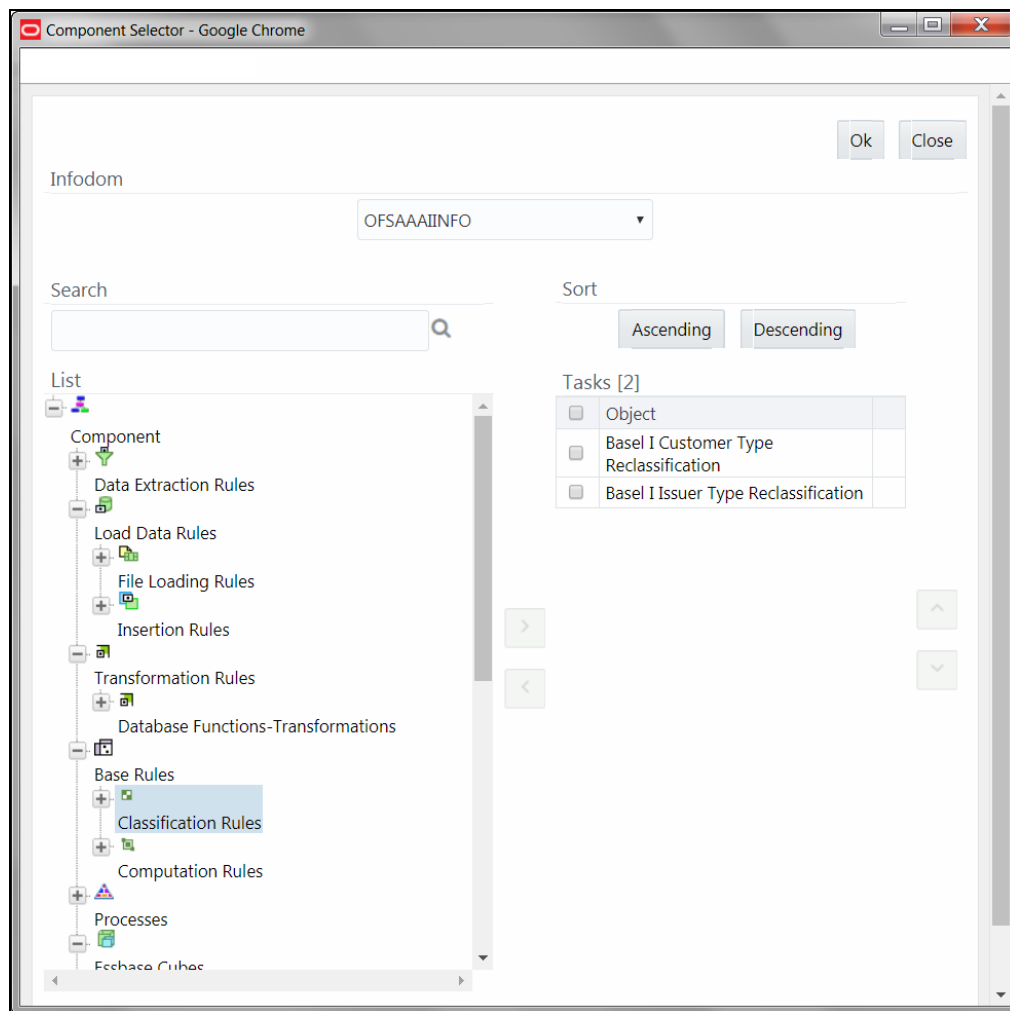 Component Selector - Google Chrome
Ok Close
Infodom
OFSAAAIINFO
Search
Sort
Ascending Descending
List
Tasks [2]
Object
Basel I Customer Type
Reclassification
Basel I Issuer Type Reclassification
Component
Data Extraction Rules
Load Data Rules
File Loading Rules
Insertion Rules
Transformation Rules
Database Functions-Transformations
Base Rules
Classification Rules
Computation Rules
Processes
Essbase Cubes